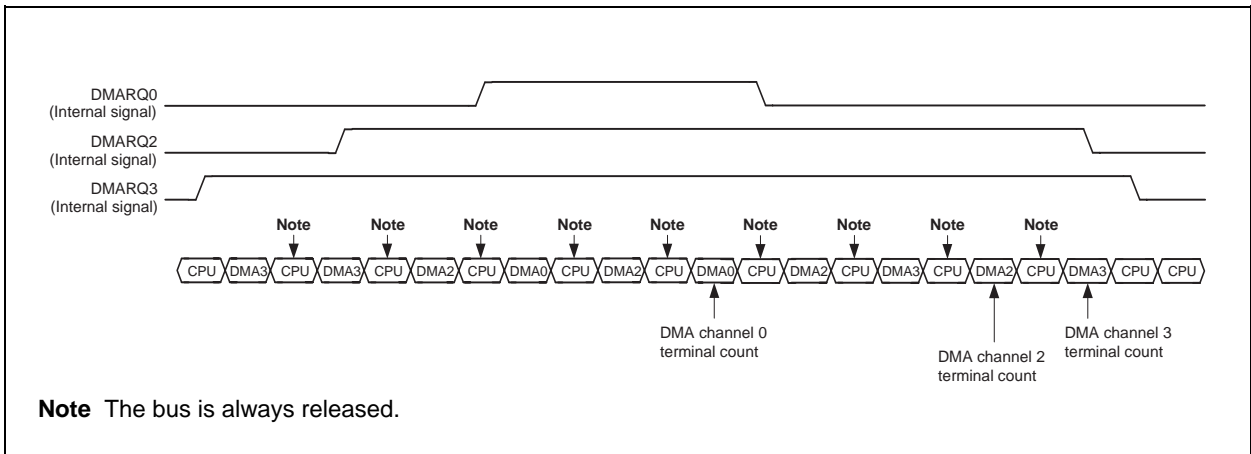 DMARQ0
(Internal signal)
DMARQ2
(Internal signal)
DMARQ3
(Internal signal)
Note Note Note Note Note Note Note Note Note
CPU DMA3 CPU DMA3 CPU DMA2 CPU DMA0 CPU DMA2 CPU DMA0 CPU DMA2 CPU DMA3 CPU DMA2 CPU DMA3 CPU CPU
DMA channel 0
terminal count
DMA channel 2
terminal count
DMA channel 3
terminal count
Note The bus is always released.